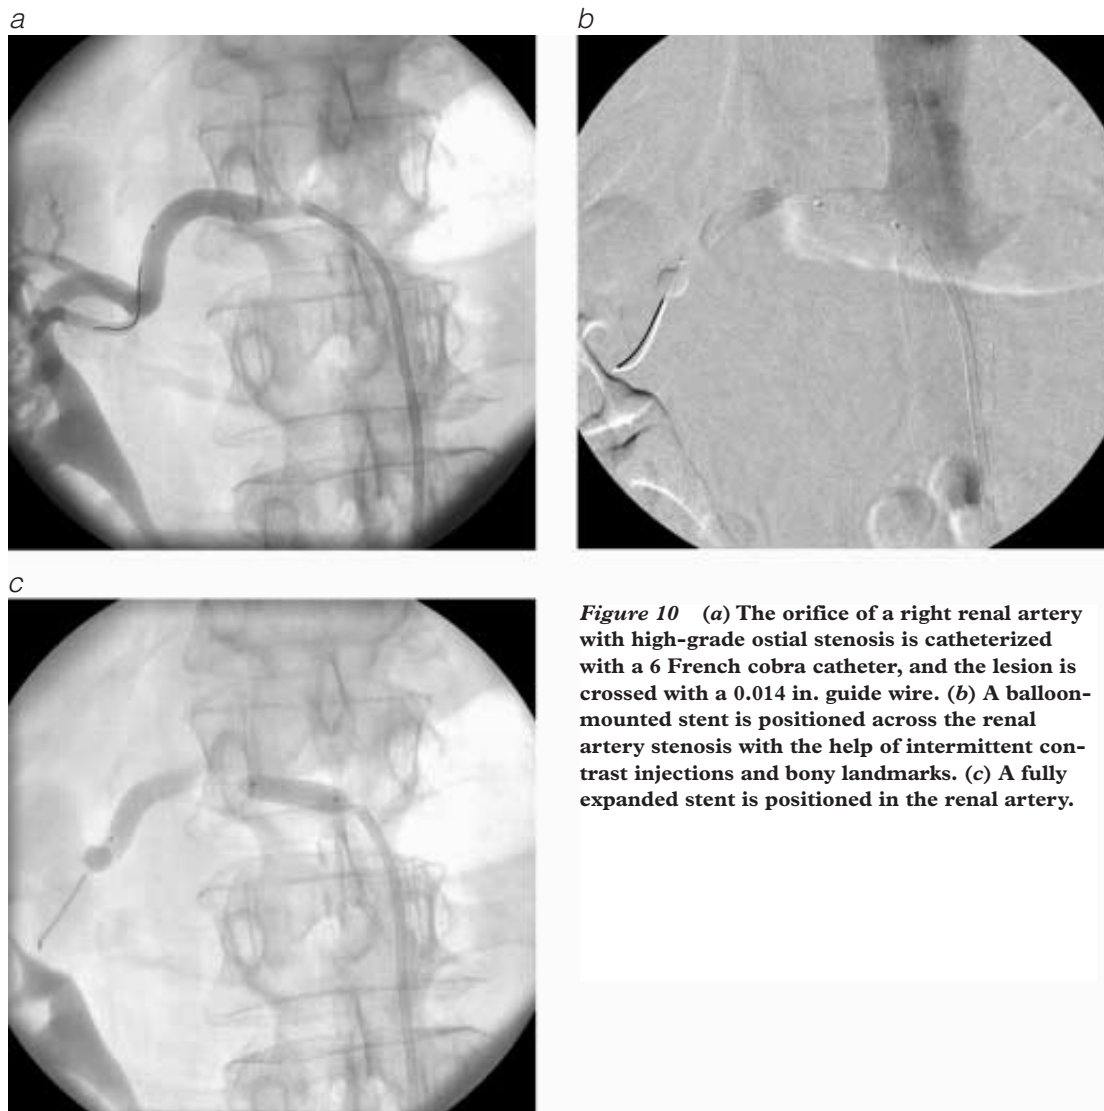 a
b
c
Figure 10 (a) The orifice of a right renal artery
with high-grade ostial stenosis is catheterized
with a 6 French cobra catheter, and the lesion is
crossed with a 0.014 in. guide wire. (b) A balloon-
mounted stent is positioned across the renal
artery stenosis with the help of intermittent con-
trast injections and bony landmarks. (c) A fully
expanded stent is positioned in the renal artery.